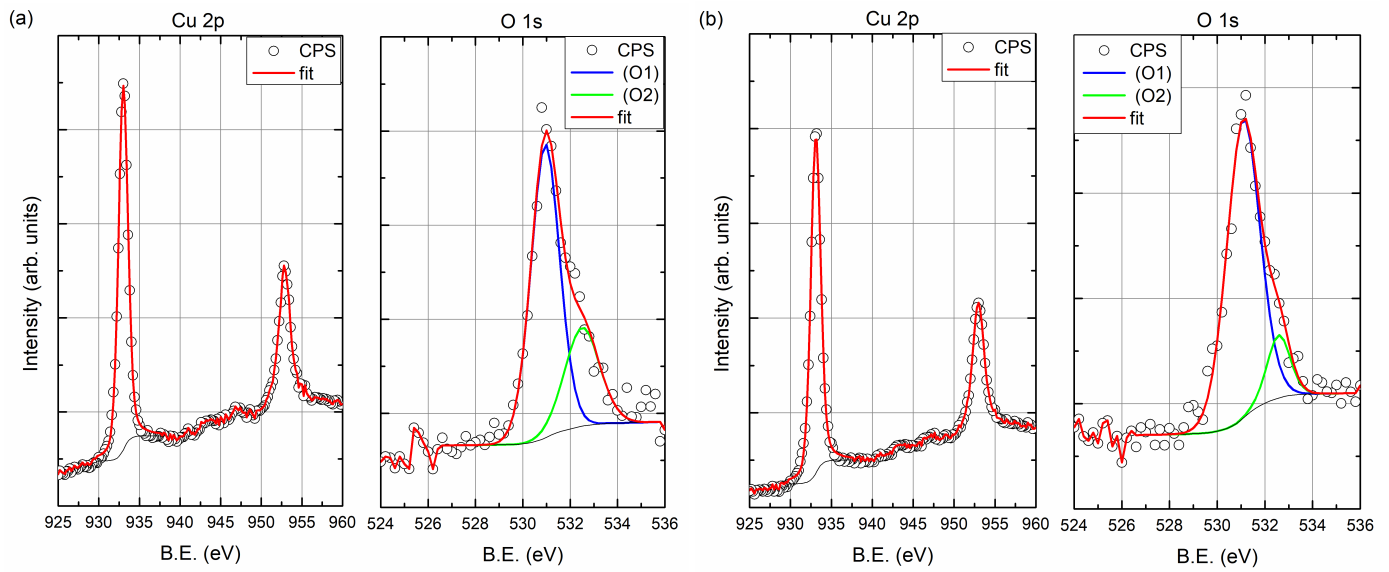 (a)
Cu 2p
CPS
fit
Intensity (arb. units)
925 930 935 940 945 950 955 960
B.E. (eV)
O 1s
CPS
(O1)
(O2)
fit
524 526 528 530 532 534 536
B.E. (eV)
(b)
Cu 2p
CPS
fit
Intensity (arb. units)
925 930 935 940 945 950 955 960
B.E. (eV)
O 1s
CPS
(O1)
(O2)
fit
524 526 528 530 532 534 536
B.E. (eV)